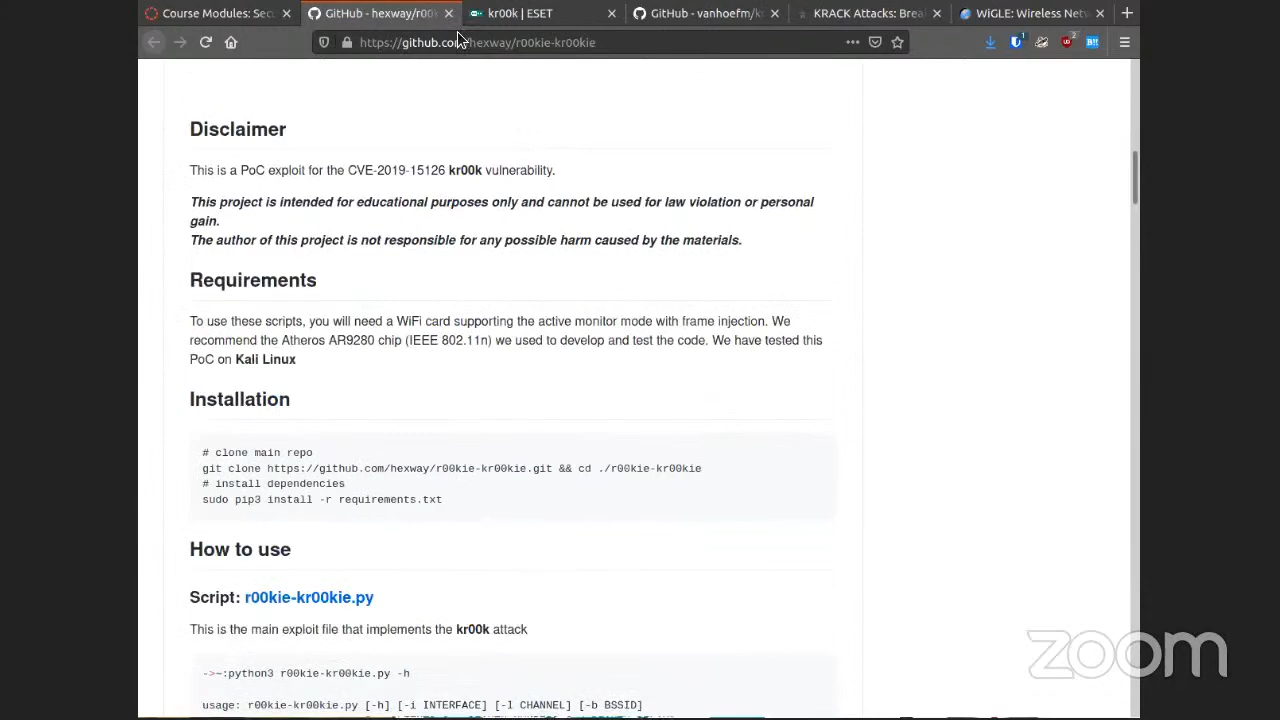 Course Modules: Sec
GitHub - hexway/r00
kr00k | ESET
GitHub - vanhoefm/k
KRACK Attacks: Brea
WiGLE: Wireless Netw
https://github.com/hexway/r00kie-kr00kie
Disclaimer
This is a PoC exploit for the CVE-2019-15126 kr00k vulnerability.
This project is intended for educational purposes only and cannot be used for law violation or personal
gain.
The author of this project is not responsible for any possible harm caused by the materials.
Requirements
To use these scripts, you will need a WiFi card supporting the active monitor mode with frame injection. We
recommend the Atheros AR9280 chip (IEEE 802.11n) we used to develop and test the code. We have tested this
PoC on Kali Linux
Installation
# clone main repo
git clone https://github.com/hexway/r00kie-kr00kie.git && cd ./r00kie-kr00kie
# install dependencies
sudo pip3 install -r requirements.txt
How to use
Script: r00kie-kr00kie.py
This is the main exploit file that implements the kr00k attack
->~:python3 r00kie-kr00kie.py -h
usage: r00kie-kr00kie.py [-h] [-i INTERFACE] [-l CHANNEL] [-b BSSID]
zoom